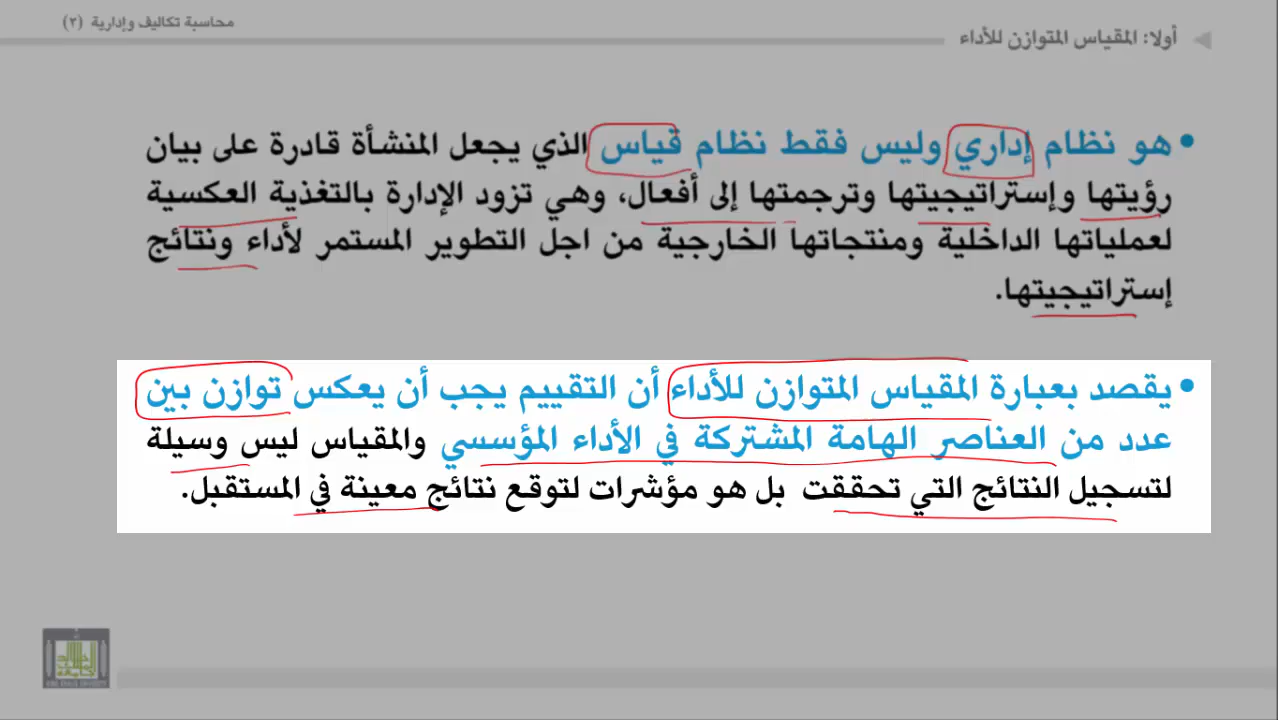 محاسبة تكاليف وإدارية (٣)
أولا: المقياس المتوازن للأداء
• هو نظام إداري وليس فقط نظام قياس الذي يجعل المنشأة قادرة على بيان
رؤيتها وإستراتيجيتها وترجمتها إلى أفعال، وهي تزود الإدارة بالتغذية العكسية
لعملياتها الداخلية ومنتجاتها الخارجية من اجل التطوير المستمر لأداء ونتائج
إستراتيجيتها.
• يقصد بعبارة المقياس المتوازن للأداء أن التقييم يجب أن يعكس توازن بين
عدد من العناصر الهامة المشتركة في الأداء المؤسسي والمقياس ليس وسيلة
لتسجيل النتائج التي تحققت بل هو مؤشرات لتوقع نتائج معينة في المستقبل.